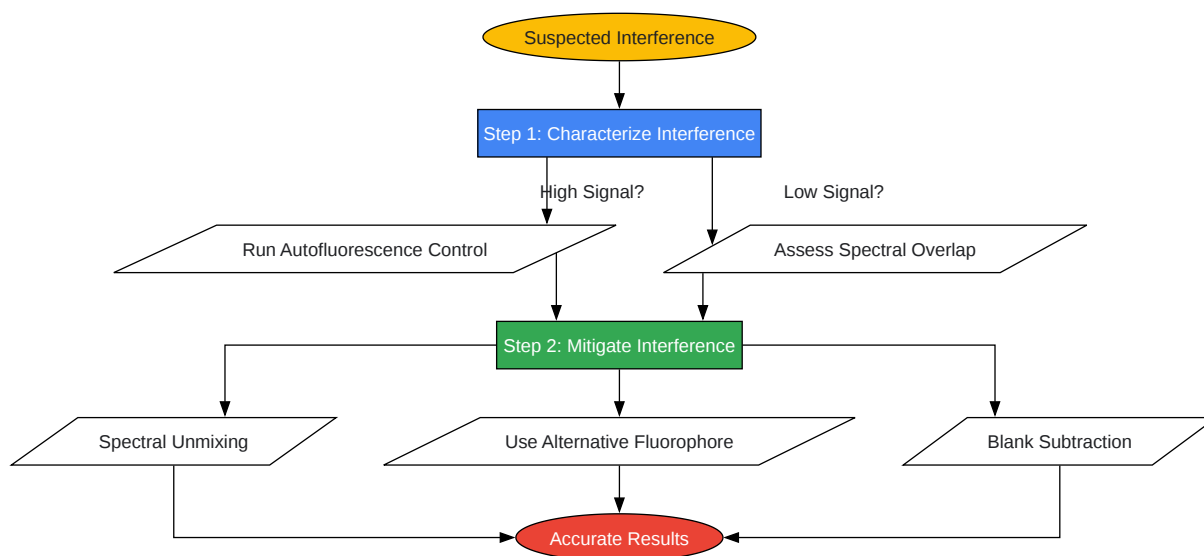 Suspected Interference
Step 1: Characterize Interference
High Signal?
Low Signal?
Run Autofluorescence Control
Assess Spectral Overlap
Step 2: Mitigate Interference
Spectral Unmixing
Use Alternative Fluorophore
Blank Subtraction
Accurate Results